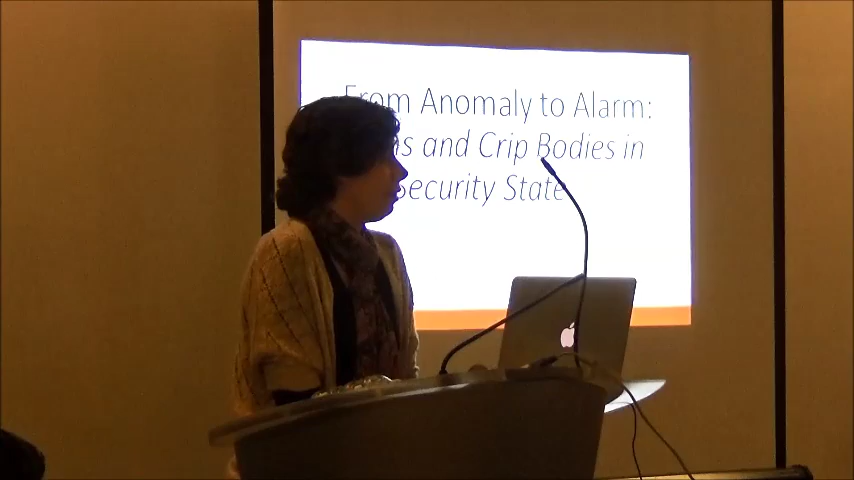 From Anomaly to Alarm:
and Crip Bodies in
Security State